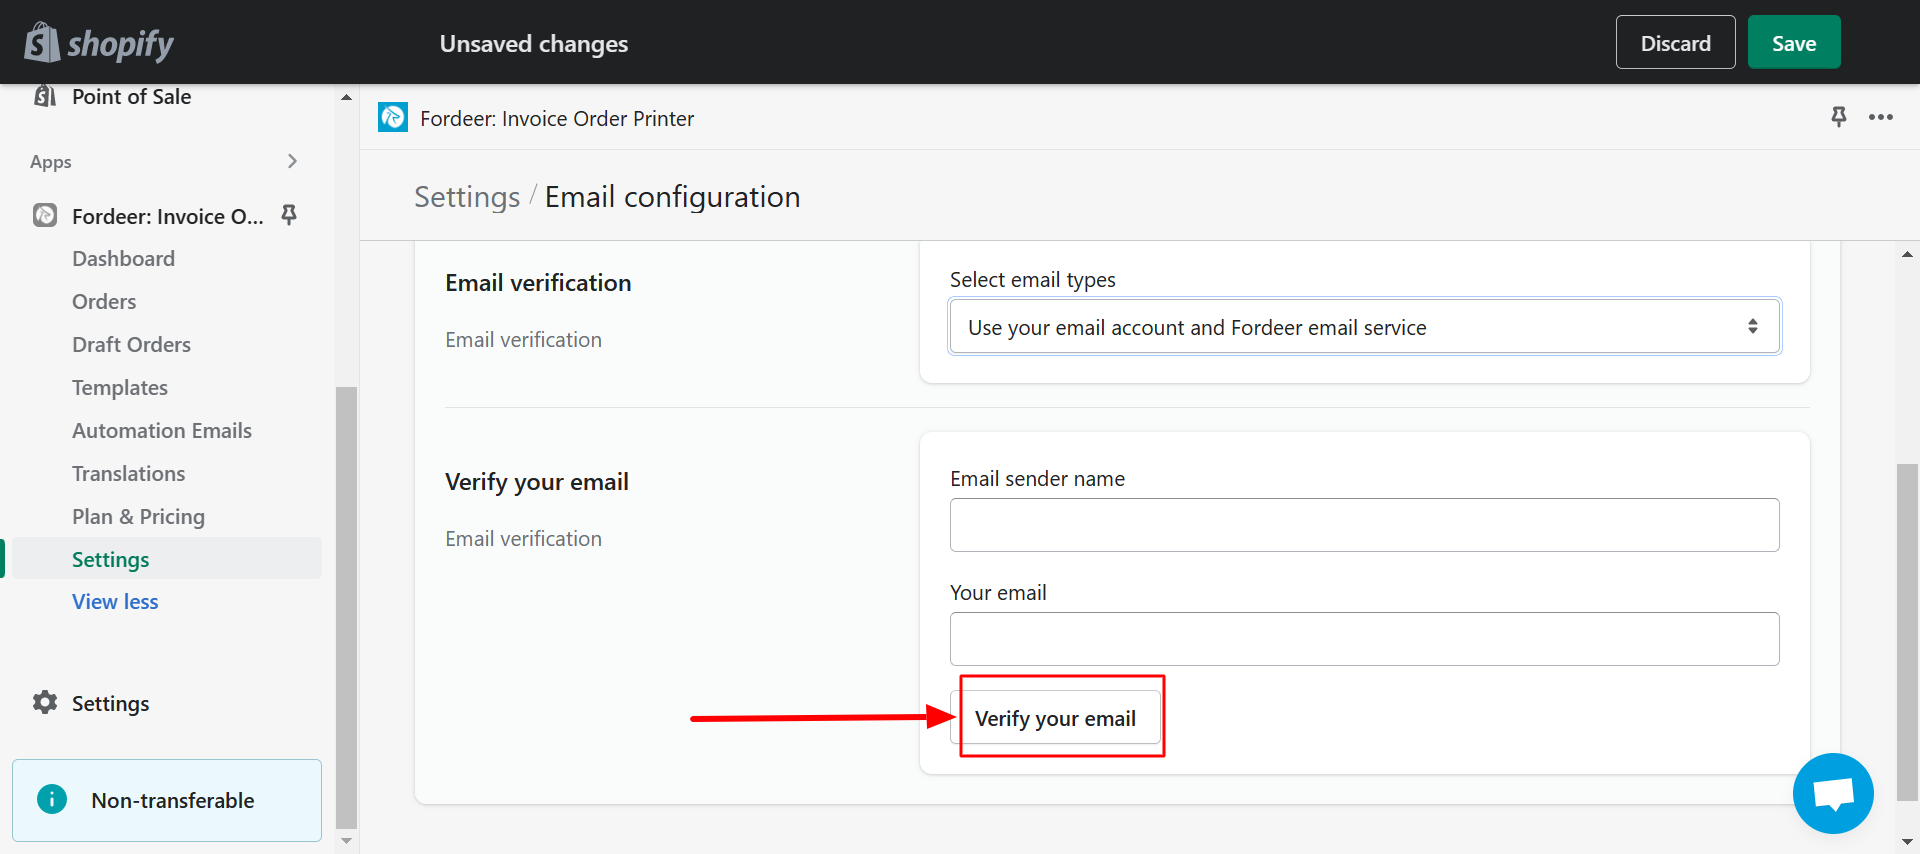 shopify
Unsaved changes
Discard
Save
Point of Sale
Apps
Fordeer: Invoice O...
Dashboard
Orders
Draft Orders
Templates
Automation Emails
Translations
Plan & Pricing
Settings
View less
Settings
Non-transferable
Fordeer: Invoice Order Printer
Settings / Email configuration
Email verification
Email verification
Select email types
Use your email account and Fordeer email service
Verify your email
Email verification
Email sender name
Your email
Verify your email